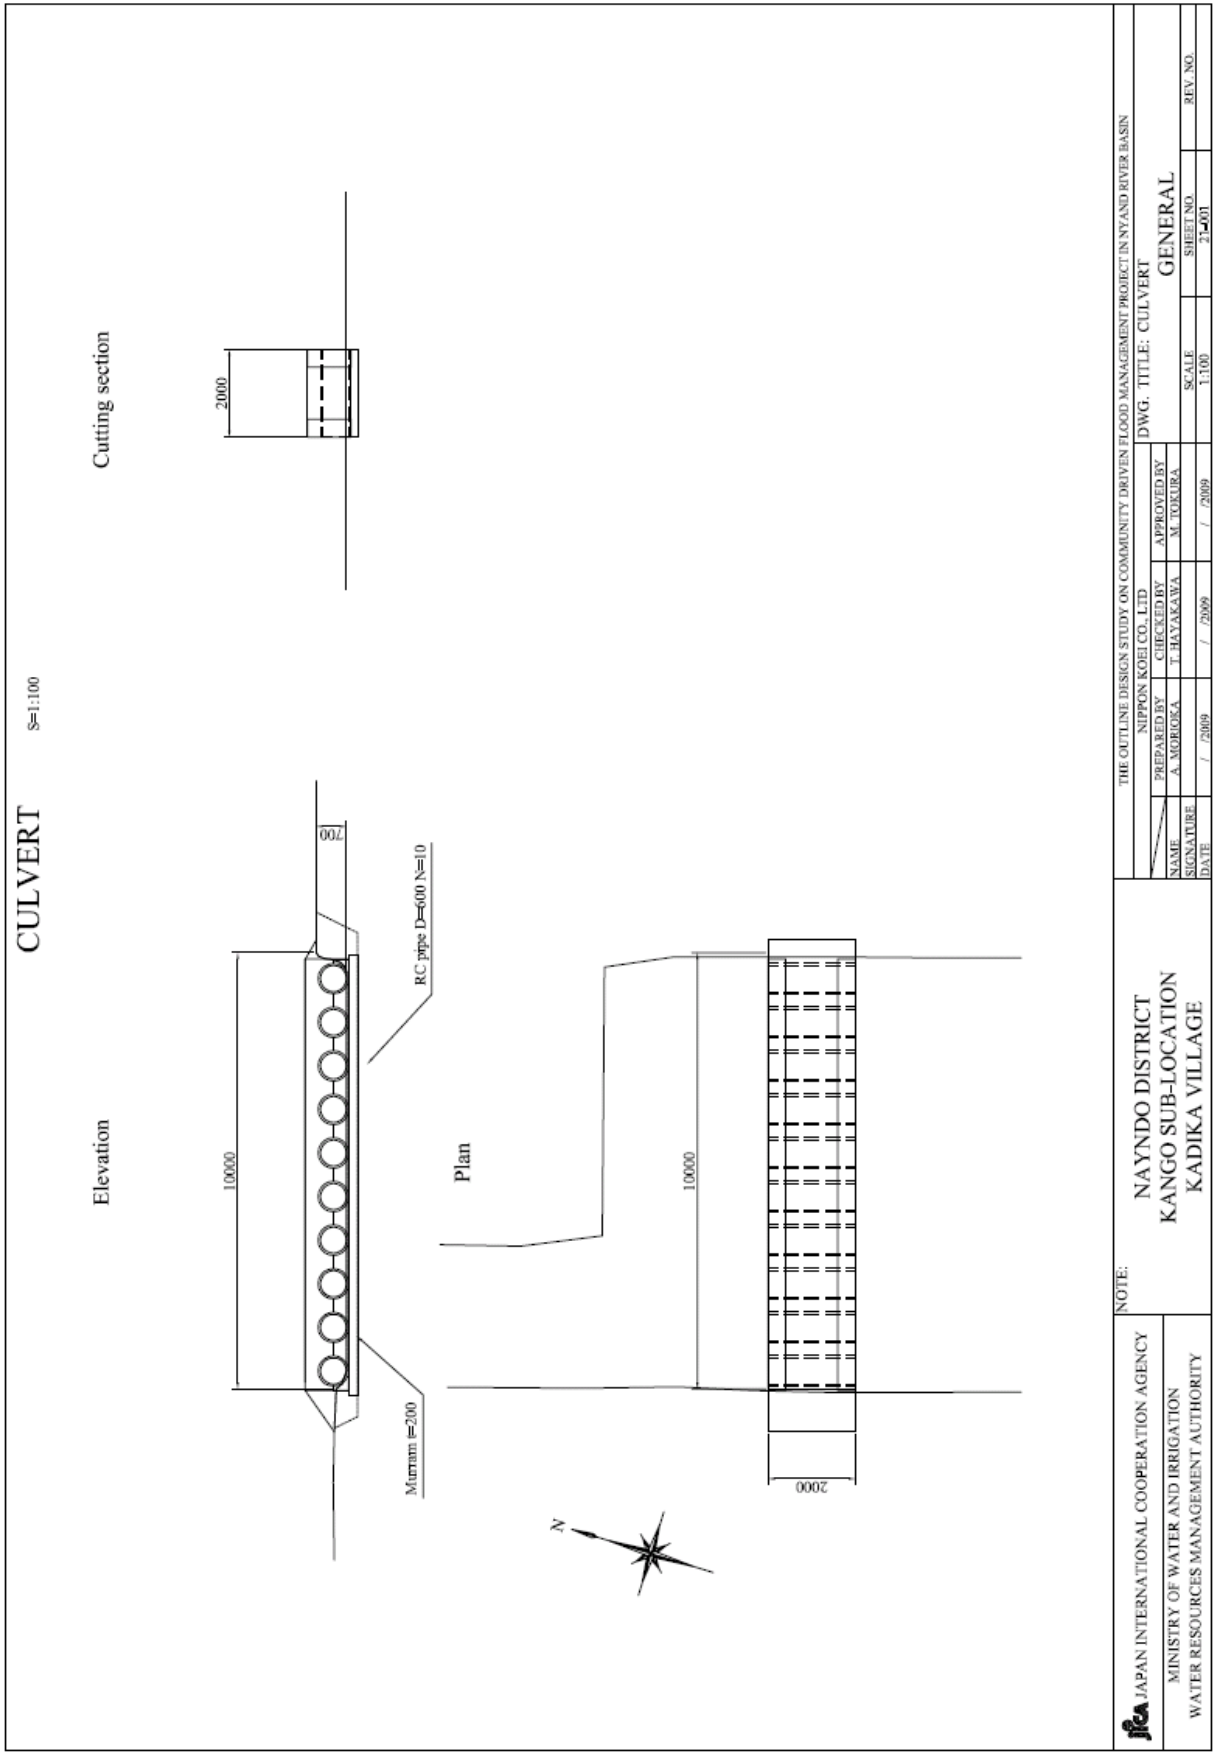 CULVERT
S=1:100
Elevation
Cutting section
10000
700
2000
RC pipe D=600 N=10
Murram t=200
Plan
10000
2000
N
jica JAPAN INTERNATIONAL COOPERATION AGENCY
MINISTRY OF WATER AND IRRIGATION
WATER RESOURCES MANAGEMENT AUTHORITY
NOTE:
NAYNDO DISTRICT
KANGO SUB-LOCATION
KADIKA VILLAGE
THE OUTLINE DESIGN STUDY ON COMMUNITY DRIVEN FLOOD MANAGEMENT PROJECT IN NYAND RIVER BASIN
NIPPON KOEI CO., LTD
PREPARED BY CHECKED BY APPROVED BY
NAME A. MORIOKA T. HAYAKAWA M. TOKURA
SIGNATURE
DATE / /2009 / /2009 / /2009
DWG. TITLE: CULVERT
GENERAL
SCALE SHEET NO. REV. NO.
1:100 21-001